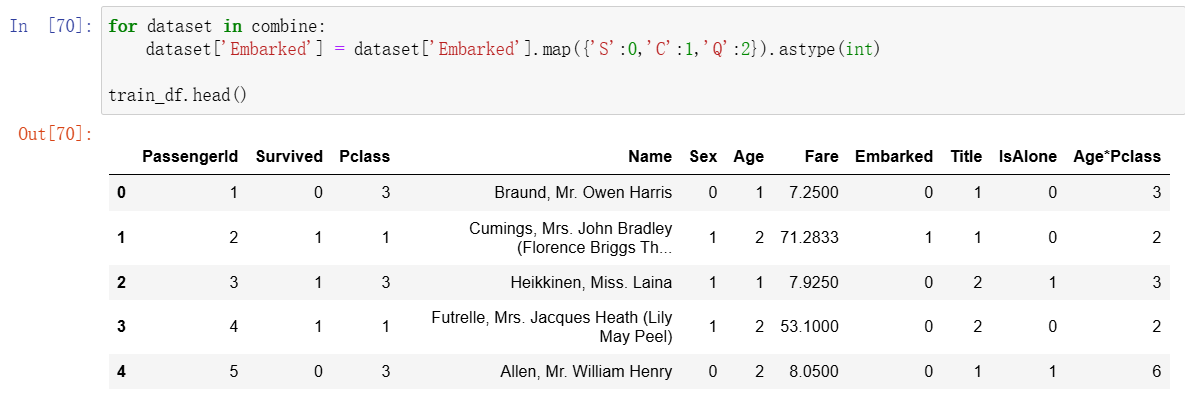 In [70]: for dataset in combine:
dataset['Embarked'] = dataset['Embarked'].map({'S':0,'C':1,'Q':2}).astype(int)
train_df.head()
Out[70]:
PassengerId Survived Pclass Name Sex Age Fare Embarked Title IsAlone Age*Pclass
0 1 0 3 Braund, Mr. Owen Harris 0 1 7.2500 0 1 0 3
1 2 1 1 Cumings, Mrs. John Bradley (Florence Briggs Th... 1 2 71.2833 1 1 0 2
2 3 1 3 Heikkinen, Miss. Laina 1 1 7.9250 0 2 1 3
3 4 1 1 Futrelle, Mrs. Jacques Heath (Lily May Peel) 1 2 53.1000 0 2 0 2
4 5 0 3 Allen, Mr. William Henry 0 2 8.0500 0 1 1 6